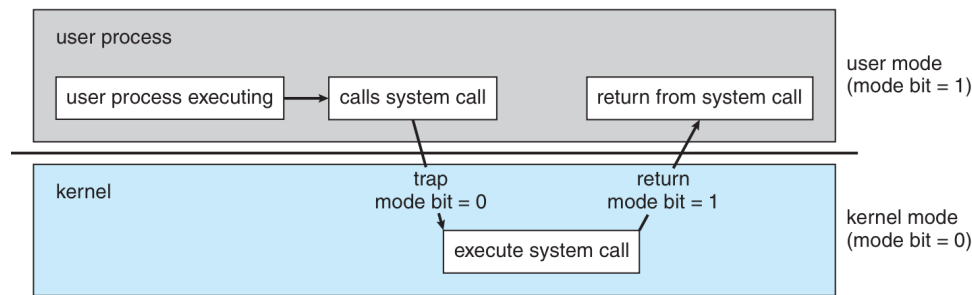 user process
user process executing
calls system call
return from system call
user mode
(mode bit = 1)
trap
mode bit = 0
return
mode bit = 1
kernel
execute system call
kernel mode
(mode bit = 0)